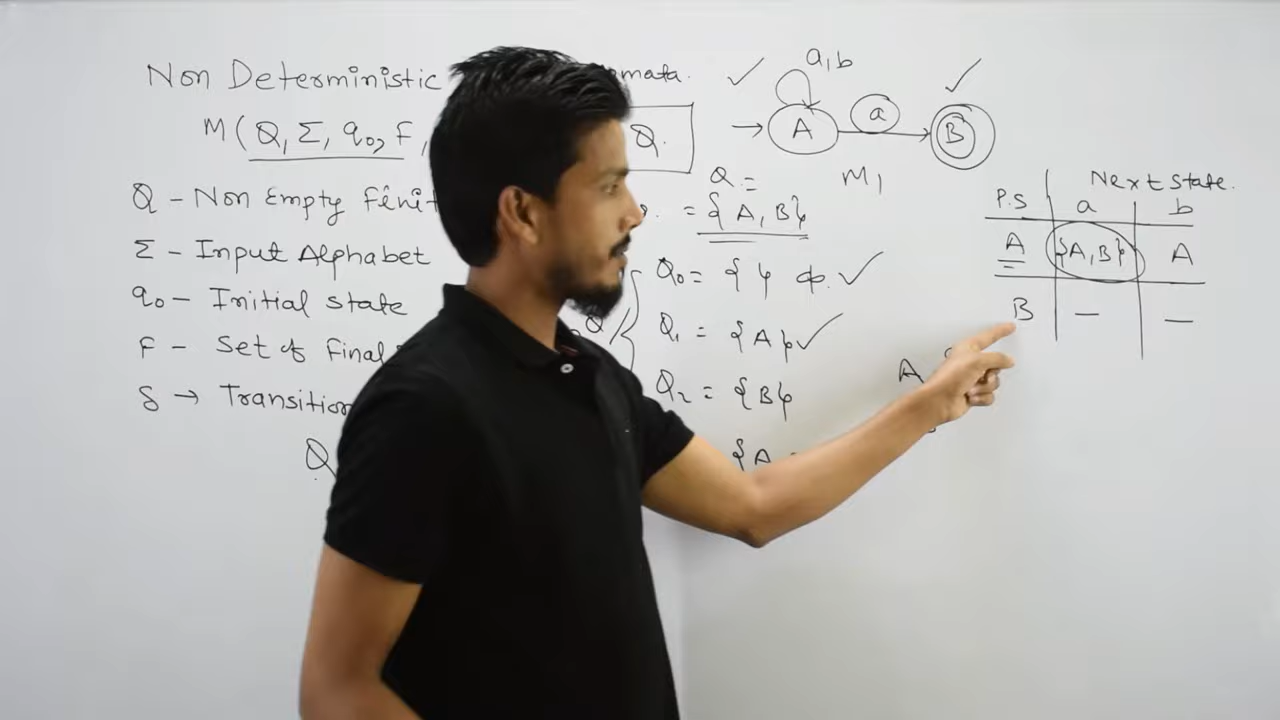 Non Deterministic
M(Q, Σ, q0, F,
Q.
Q - Non Empty Finit
Σ - Input Alphabet
q0 - Initial state
F - Set of Final
δ → Transition
Q
a,b
A
a
B
M1
Q =
= {A, B}
Q0 = { } φ. ✓
Q1 = {A} ✓
Q2 = {B}
{A
A
P.S
Next State.
a
b
A
{A,B}
A
B
—
—